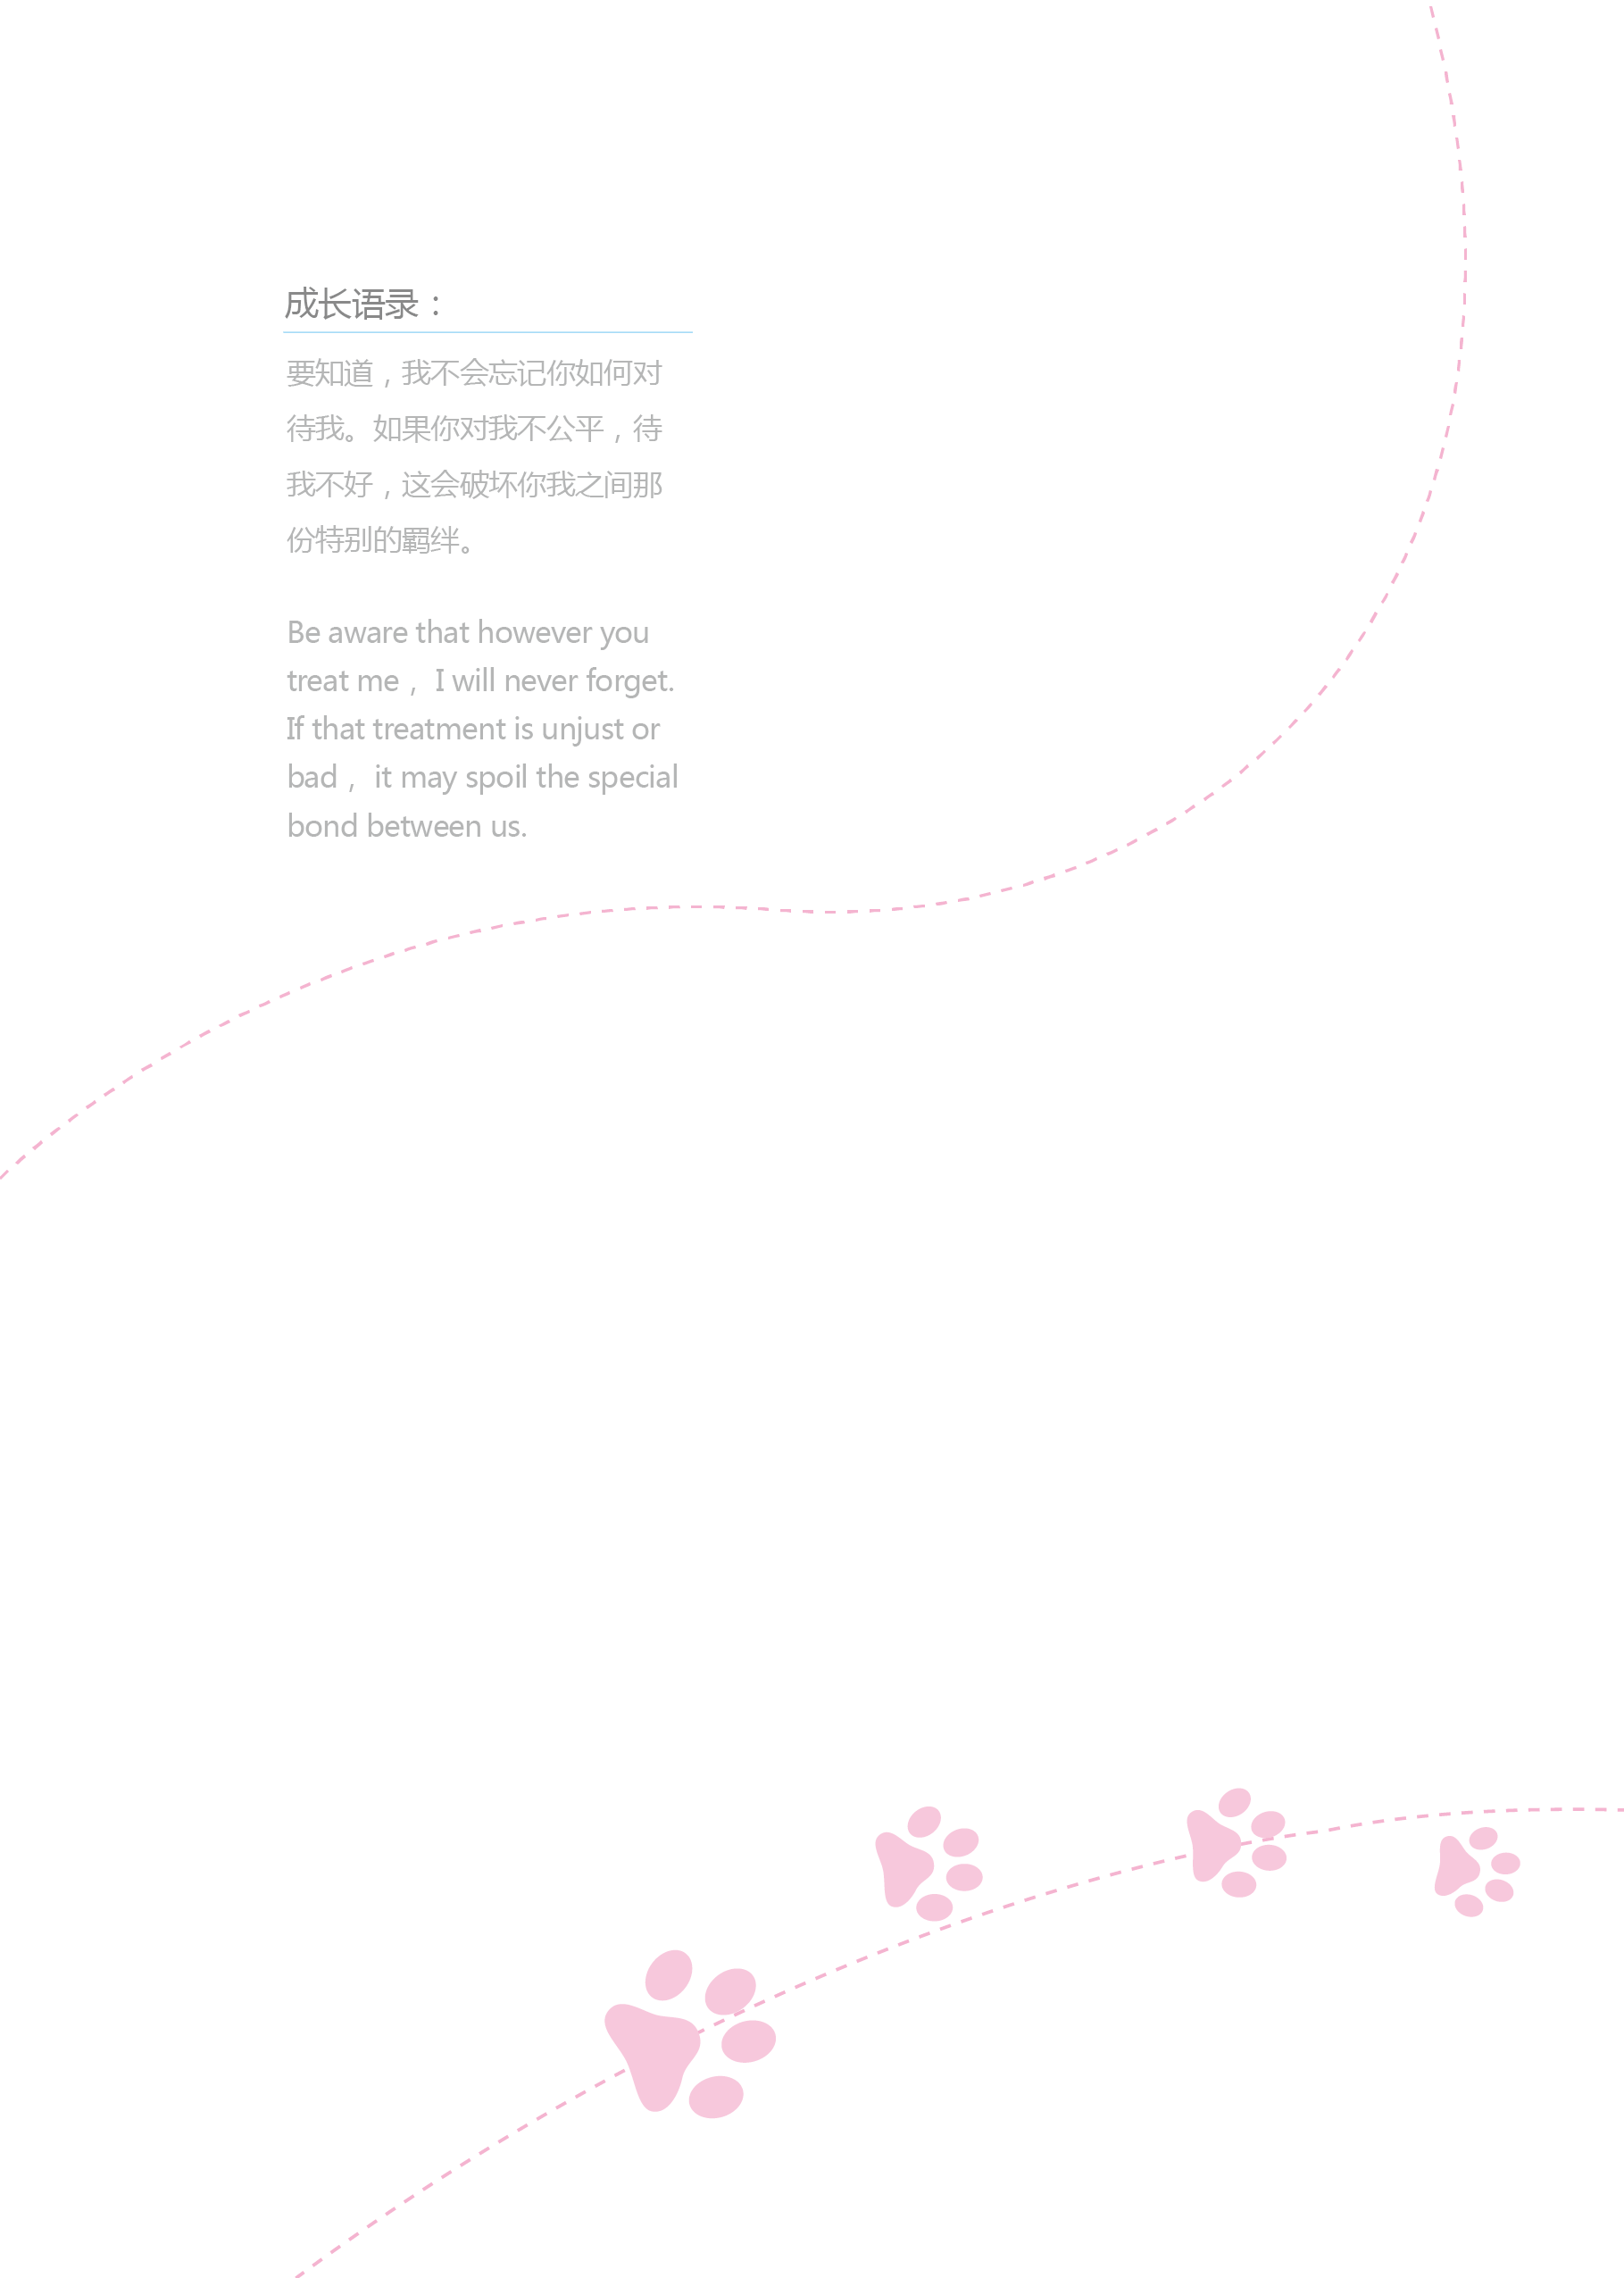 成长语录：
要知道，我不会忘记你如何对
待我。如果你对我不公平，待
我不好，这会破坏你我之间那
份特别的羁绊。
Be aware that however you
treat me， I will never forget.
If that treatment is unjust or
bad， it may spoil the special
bond between us.